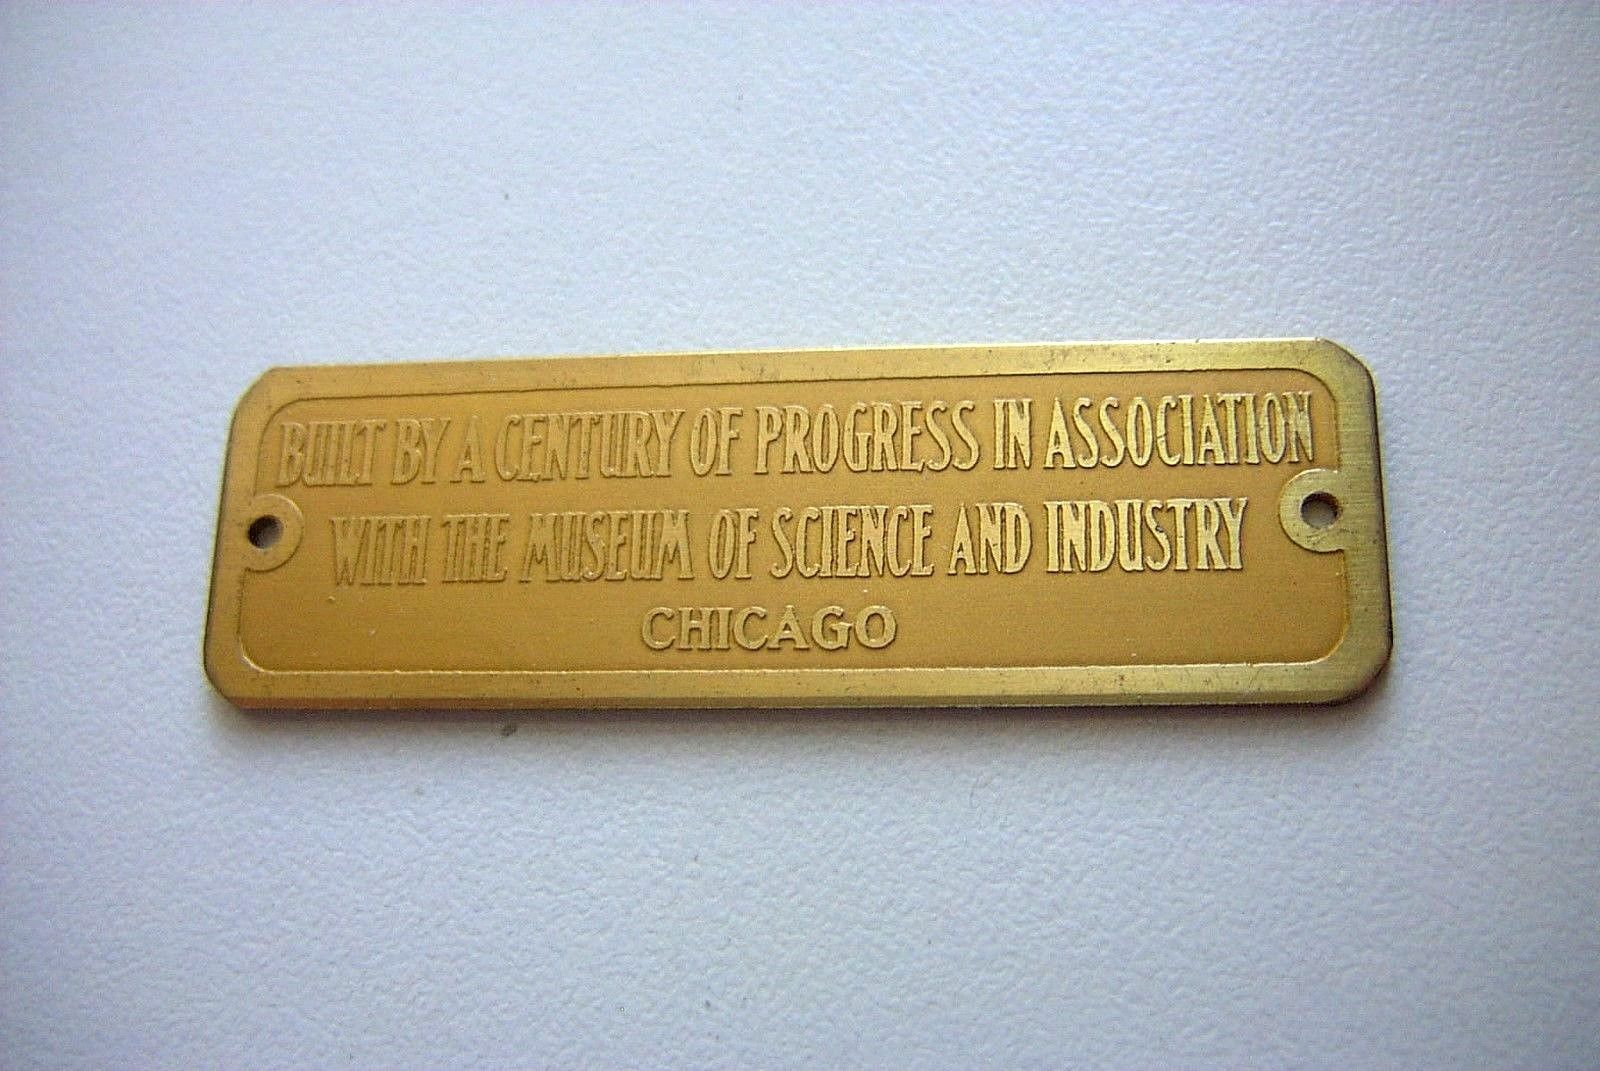 BUILT BY A CENTURY OF PROGRESS IN ASSOCIATION
WITH THE MUSEUM OF SCIENCE AND INDUSTRY
CHICAGO